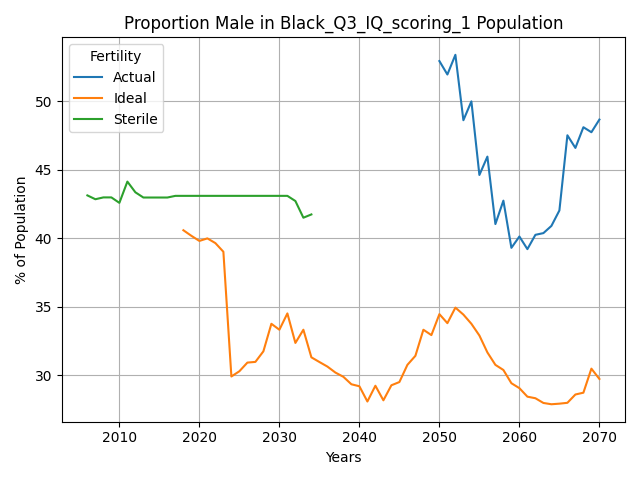 Proportion Male in Black_Q3_IQ_scoring_1 Population
Fertility
Actual
Ideal
Sterile
% of Population
50
45
40
35
30
2010 2020 2030 2040 2050 2060 2070
Years